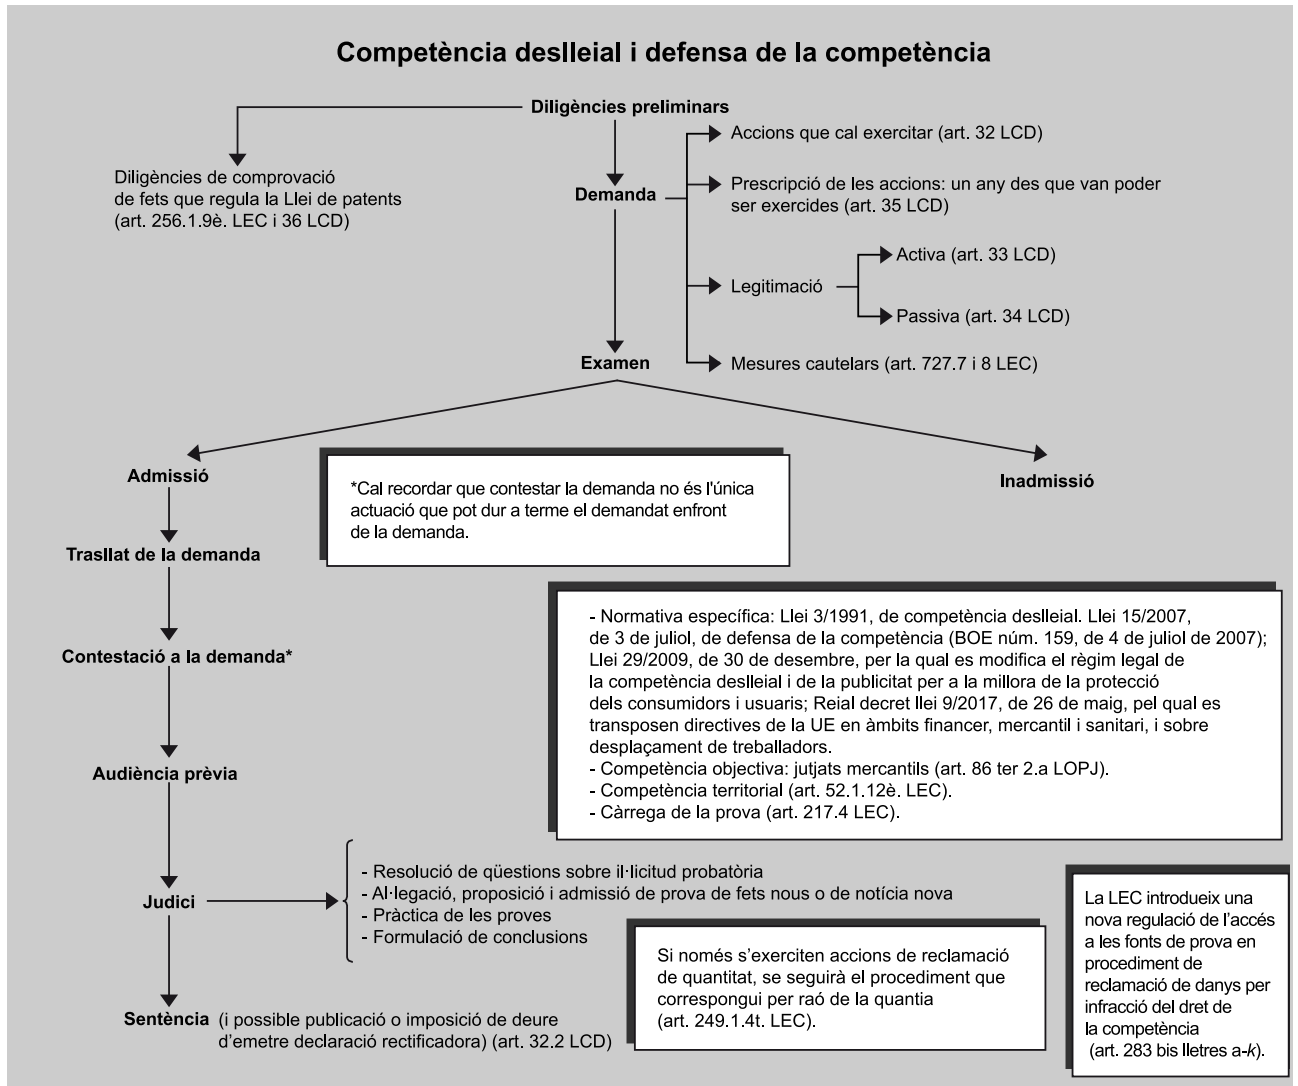 Competència deslleial i defensa de la competència
Diligències preliminars
Diligències de comprovació
de fets que regula la Llei de patents
(art. 256.1.9è. LEC i 36 LCD)
Demanda
Accions que cal exercitar (art. 32 LCD)
Prescripció de les accions: un any des que van poder
ser exercides (art. 35 LCD)
Legitimació
Activa (art. 33 LCD)
Passiva (art. 34 LCD)
Mesures cautelars (art. 727.7 i 8 LEC)
Examen
Admissió
Inadmissió
*Cal recordar que contestar la demanda no és l'única
actuació que pot dur a terme el demandat enfront
de la demanda.
Trasllat de la demanda
Contestació a la demanda*
Audiència prèvia
- Normativa específica: Llei 3/1991, de competència deslleial. Llei 15/2007,
de 3 de juliol, de defensa de la competència (BOE núm. 159, de 4 de juliol de 2007);
Llei 29/2009, de 30 de desembre, per la qual es modifica el règim legal de
la competència deslleial i de la publicitat per a la millora de la protecció
dels consumidors i usuaris; Reial decret llei 9/2017, de 26 de maig, pel qual es
transposen directives de la UE en àmbits financer, mercantil i sanitari, i sobre
desplaçament de treballadors.
- Competència objectiva: jutjats mercantils (art. 86 ter 2.a LOPJ).
- Competència territorial (art. 52.1.12è. LEC).
- Càrrega de la prova (art. 217.4 LEC).
Judici
- Resolució de qüestions sobre il·licitud probatòria
- Al·legació, proposició i admissió de prova de fets nous o de notícia nova
- Pràctica de les proves
- Formulació de conclusions
Sentència (i possible publicació o imposició de deure
d’emetre declaració rectificadora) (art. 32.2 LCD)
Si només s’exerciten accions de reclamació
de quantitat, se seguirà el procediment que
correspongui per raó de la quantia
(art. 249.1.4t. LEC).
La LEC introdueix una
nova regulació de l’accés
a les fonts de prova en
procediment de
reclamació de danys per
infracció del dret de
la competència
(art. 283 bis lletres a-k).